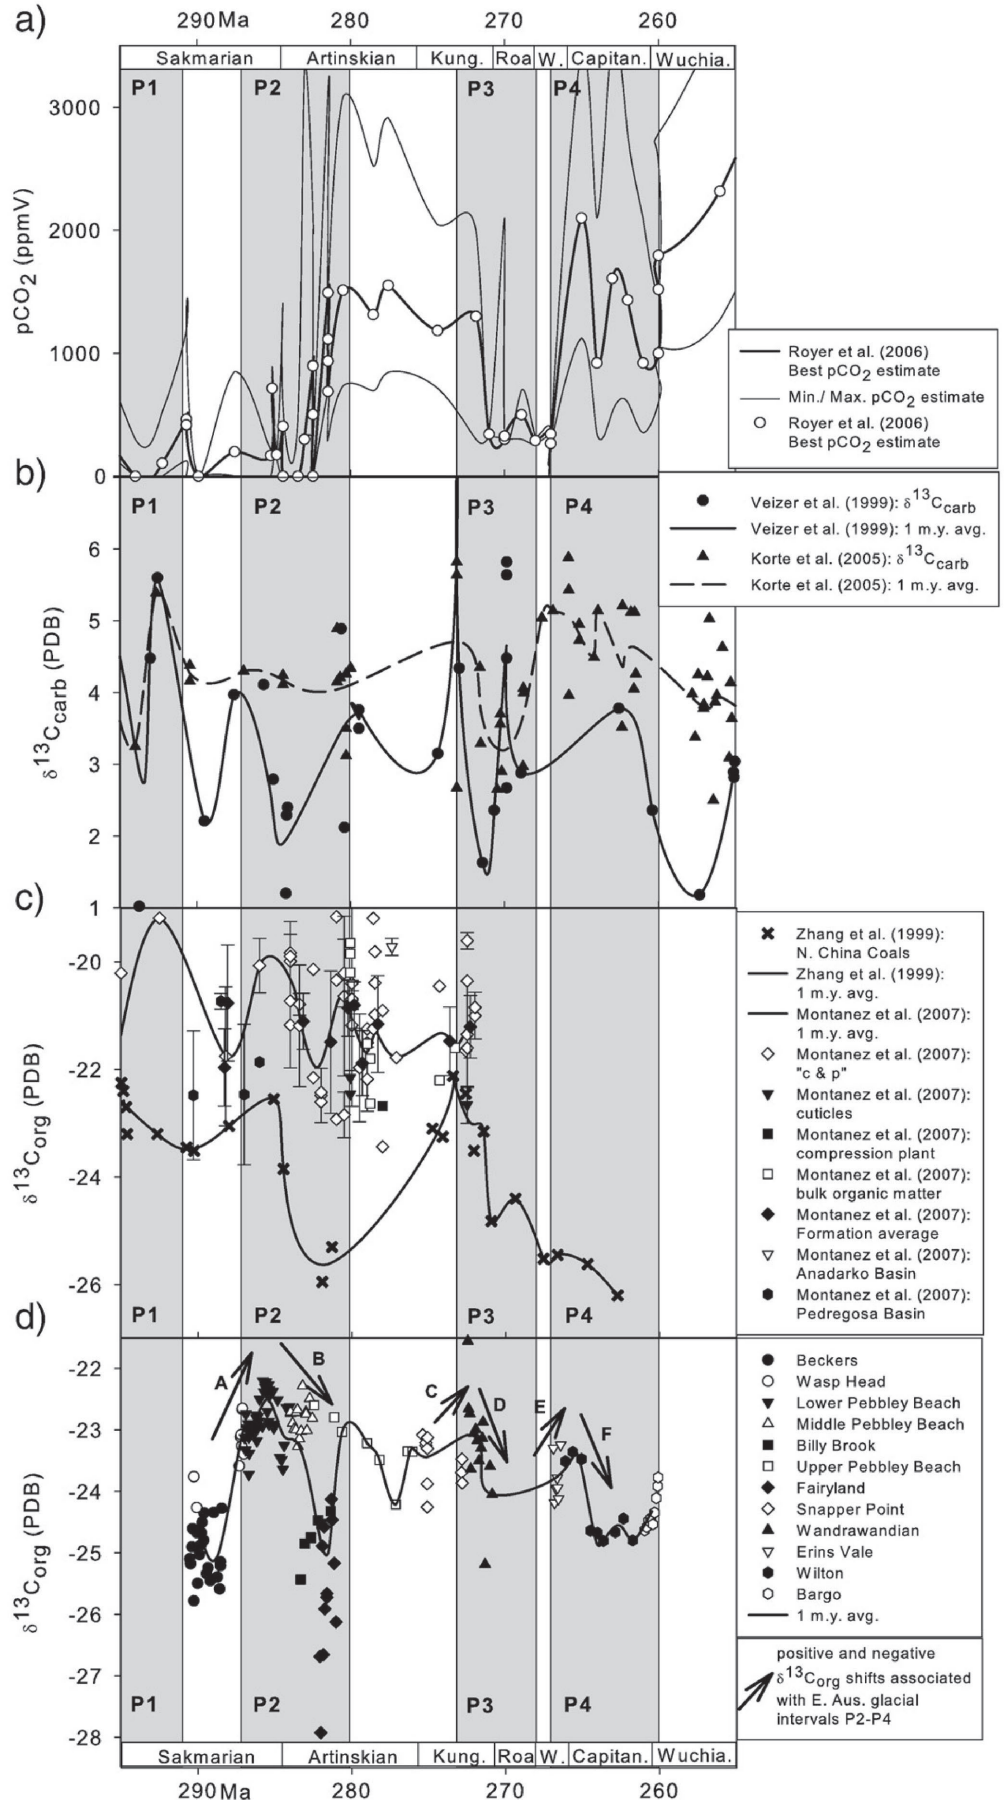 a)
290Ma 280 270 260
Sakmarian Artinskian Kung. Roa W. Capitan. Wuchia.
P1 P2 P3 P4
3000
2000
1000
0
pCO2 (ppmV)
Royer et al. (2006)
Best pCO2 estimate
Min./ Max. pCO2 estimate
Royer et al. (2006)
Best pCO2 estimate
b)
P1 P2 P3 P4
6
5
4
3
2
1
δ13Ccarb (PDB)
Veizer et al. (1999): δ13Ccarb
Veizer et al. (1999): 1 m.y. avg.
Korte et al. (2005): δ13Ccarb
Korte et al. (2005): 1 m.y. avg.
c)
-20
-22
-24
-26
δ13Corg (PDB)
P1 P2 P3 P4
Zhang et al. (1999):
N. China Coals
Zhang et al. (1999):
1 m.y. avg.
Montanez et al. (2007):
1 m.y. avg.
Montanez et al. (2007):
"c & p"
Montanez et al. (2007):
cuticles
Montanez et al. (2007):
compression plant
Montanez et al. (2007):
bulk organic matter
Montanez et al. (2007):
Formation average
Montanez et al. (2007):
Anadarko Basin
Montanez et al. (2007):
Pedregosa Basin
d)
-22
-23
-24
-25
-26
-27
-28
δ13Corg (PDB)
A B C D E F
P1 P2 P3 P4
Beckers
Wasp Head
Lower Pebbley Beach
Middle Pebbley Beach
Billy Brook
Upper Pebbley Beach
Fairyland
Snapper Point
Wandrawandian
Erins Vale
Wilton
Bargo
1 m.y. avg.
positive and negative
δ13Corg shifts associated
with E. Aus. glacial
intervals P2-P4
Sakmarian Artinskian Kung. Roa W. Capitan. Wuchia.
290Ma 280 270 260